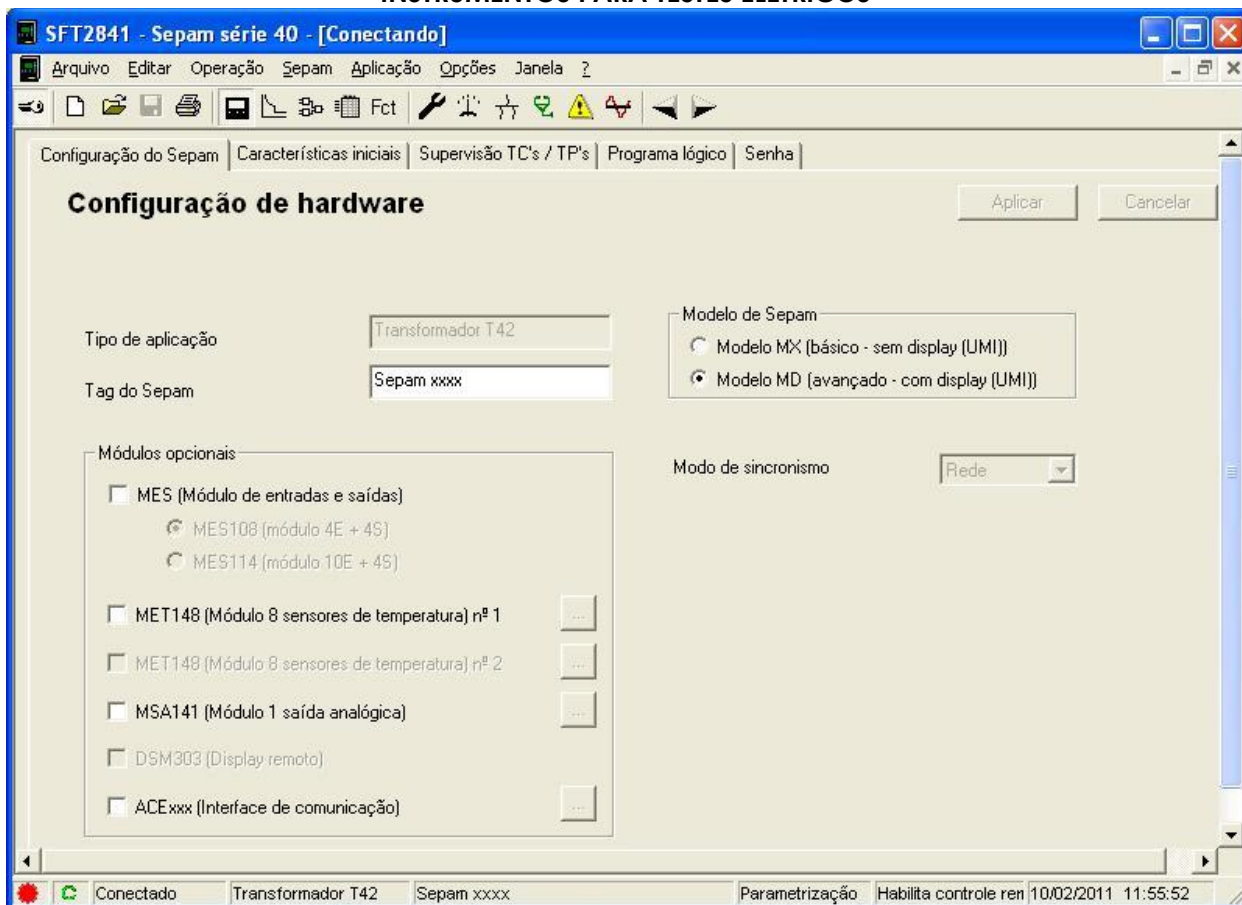 INSTRUMENTOS PARA TESTES ELÉTRICOS
SFT2841 - Sepam série 40 - [Conectando]
Arquivo Editar Operação Sepam Aplicação Opções Janela ?
Fct
Configuração do Sepam Características iniciais Supervisão TC's / TP's Programa lógico Senha
Configuração de hardware
Aplicar Cancelar
Tipo de aplicação Transformador T42
Tag do Sepam Sepam xxxx
Modelo de Sepam
Modelo MX (básico - sem display (UMI))
Modelo MD (avançado - com display (UMI))
Módulos opcionais
MES (Módulo de entradas e saídas)
MES108 (módulo 4E + 4S)
MES114 (módulo 10E + 4S)
MET148 (Módulo 8 sensores de temperatura) nº 1 ...
MET148 (Módulo 8 sensores de temperatura) nº 2 ...
MSA141 (Módulo 1 saída analógica) ...
DSM303 (Display remoto)
ACExxx (Interface de comunicação) ...
Modo de sincronismo Rede
Conectado Transformador T42 Sepam xxxx Parametrização Habilita controle rem 10/02/2011 11:55:52